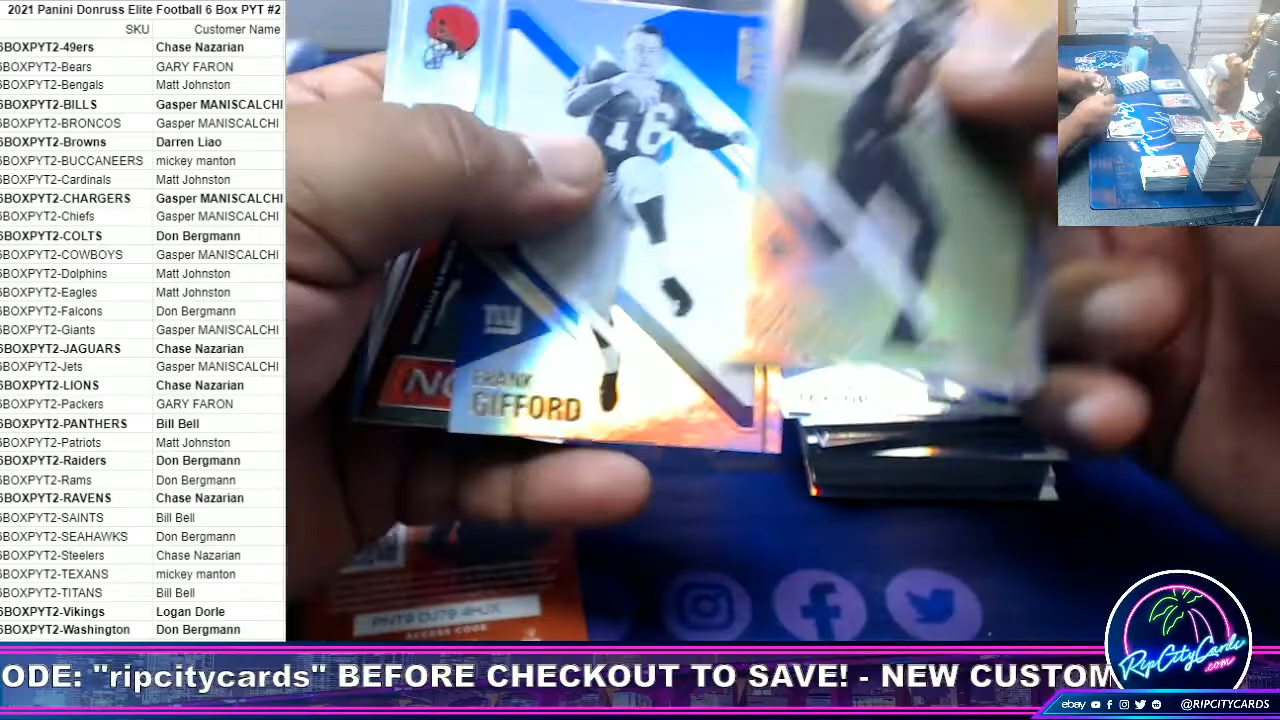 2021 Panini Donruss Elite Football 6 Box PYT #2
SKU Customer Name
6BOXPYT2-49ers Chase Nazarian
6BOXPYT2-Bears GARY FARON
6BOXPYT2-Bengals Matt Johnston
6BOXPYT2-BILLS Gasper MANISCALCHI
6BOXPYT2-BRONCOS Gasper MANISCALCHI
6BOXPYT2-Browns Darren Liao
6BOXPYT2-BUCCANEERS mickey manton
6BOXPYT2-Cardinals Matt Johnston
6BOXPYT2-CHARGERS Gasper MANISCALCHI
6BOXPYT2-Chiefs Gasper MANISCALCHI
6BOXPYT2-COLTS Don Bergmann
6BOXPYT2-COWBOYS Gasper MANISCALCHI
6BOXPYT2-Dolphins Matt Johnston
6BOXPYT2-Eagles Matt Johnston
6BOXPYT2-Falcons Don Bergmann
6BOXPYT2-Giants Gasper MANISCALCHI
6BOXPYT2-JAGUARS Chase Nazarian
6BOXPYT2-Jets Gasper MANISCALCHI
6BOXPYT2-LIONS Chase Nazarian
6BOXPYT2-Packers GARY FARON
6BOXPYT2-PANTHERS Bill Bell
6BOXPYT2-Patriots Matt Johnston
6BOXPYT2-Raiders Don Bergmann
6BOXPYT2-Rams Don Bergmann
6BOXPYT2-RAVENS Chase Nazarian
6BOXPYT2-SAINTS Bill Bell
6BOXPYT2-SEAHAWKS Don Bergmann
6BOXPYT2-Steelers Chase Nazarian
6BOXPYT2-TEXANS mickey manton
6BOXPYT2-TITANS Bill Bell
6BOXPYT2-Vikings Logan Dorle
6BOXPYT2-Washington Don Bergmann
16
NY
FRANK
GIFFORD
NO
ACCESS CODE
ODE: "ripcitycards " BEFORE CHECKOUT TO SAVE! - NEW CUSTOM
RipCityCards
.com
ebay @RIPCITYCARDS